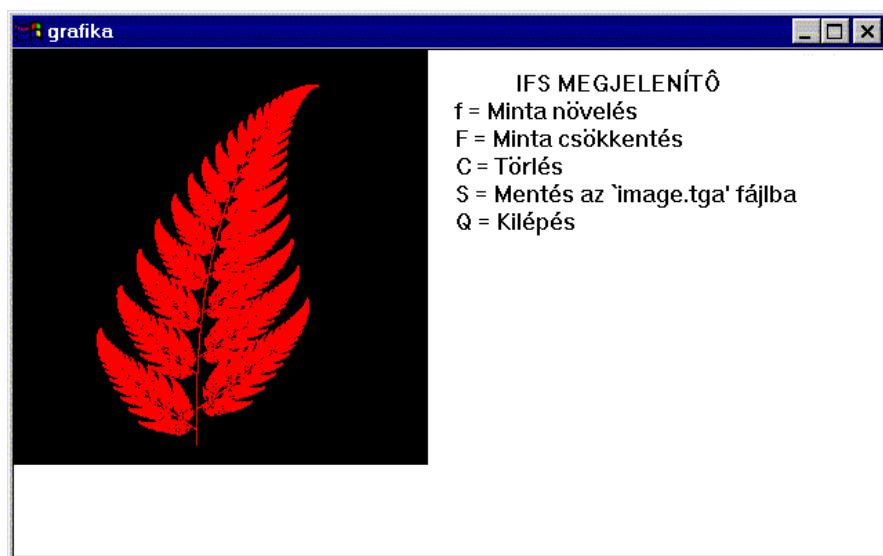 grafika
IFS MEGJELENÍTÔ
f = Minta növelés
F = Minta csökkentés
C = Törlés
S = Mentés az `image.tga' fájlba
Q = Kilépés